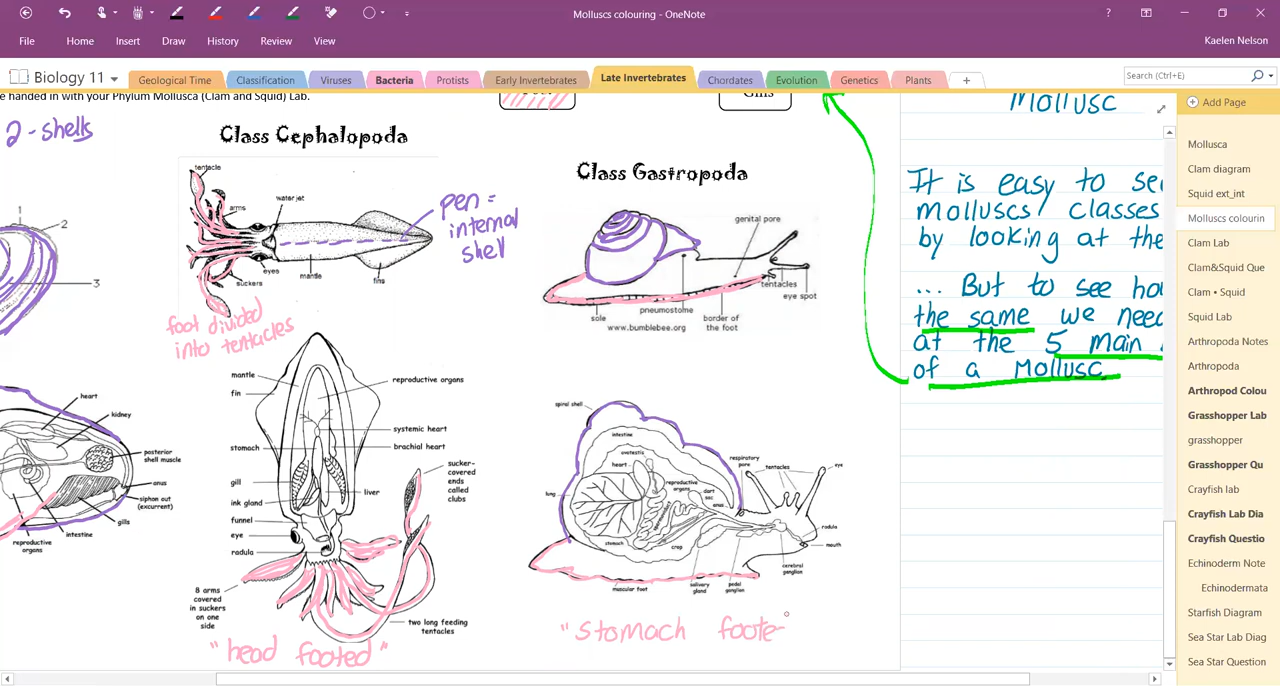 Molluscs colouring - OneNote
File Home Insert Draw History Review View
Kaelen Nelson
Biology 11
Geological Time Classification Viruses Bacteria Protists Early Invertebrates Late Invertebrates Chordates Evolution Genetics Plants
Search (Ctrl+E)
e handed in with your Phylum Mollusca (Clam and Squid) Lab.
Gills
2 - shells
1
2
3
heart
kidney
posterior
shell muscle
anus
siphon out
(excurrent)
gills
intestine
reproductive
organs
Class Cephalopoda
tentacle
arms
water jet
eyes
suckers
mantle
fins
pen =
internal
shell
foot divided
into tentacles
mantle
fin
stomach
gill
ink gland
funnel
eye
radula
8 arms
covered
in suckers
on one
side
reproductive organs
systemic heart
brachial heart
sucker-
covered
ends
called
clubs
liver
two long feeding
tentacles
"head footed"
Class Gastropoda
genital pore
tentacles
eye spot
pneumostome
sole
border of
the foot
www.bumblebee.org
spiral shell
intestine
ovotestis
heart
lung
reproductive
organs
dart
sac
anus
respiratory
pore
tentacles
eye
radula
mouth
cerebral
ganglion
stomach
crop
muscular foot
salivary
gland
pedal
ganglion
"stomach foote
Mollusc
It is easy to se
molluscs classes
by looking at the
... But to see ho
the same we need
at the 5 main
of a Mollusc.
Add Page
Mollusca
Clam diagram
Squid ext_int
Molluscs colourin
Clam Lab
Clam&Squid Que
Clam • Squid
Squid Lab
Arthropoda Notes
Arthropoda
Arthropod Colou
Grasshopper Lab
grasshopper
Grasshopper Qu
Crayfish lab
Crayfish Lab Dia
Crayfish Questio
Echinoderm Note
Echinodermata
Starfish Diagram
Sea Star Lab Diag
Sea Star Question